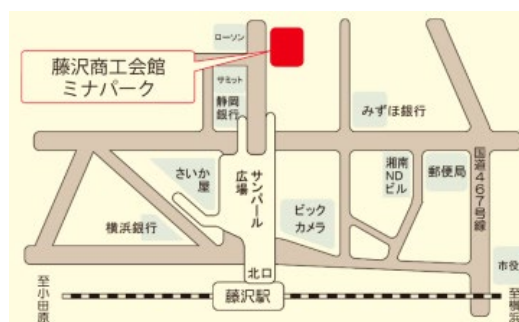 ローソン
藤沢商工会館
ミナパーク
サミット
静岡
銀行
みずほ銀行
さいか
屋
サンパール
広場
湘南
ND
ビル
郵便局
国道467号線
横浜銀行
ビック
カメラ
北口
市役
至小田原
藤沢駅
至横浜